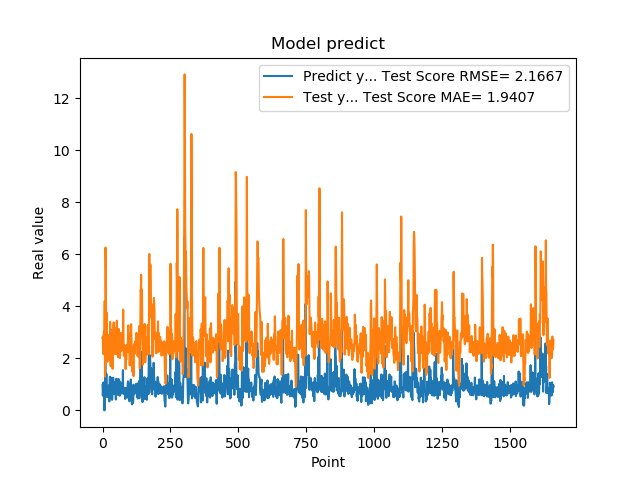 Model predict
Predict y... Test Score RMSE= 2.1667
Test y... Test Score MAE= 1.9407
Real value
12
10
8
6
4
2
0
0 250 500 750 1000 1250 1500
Point